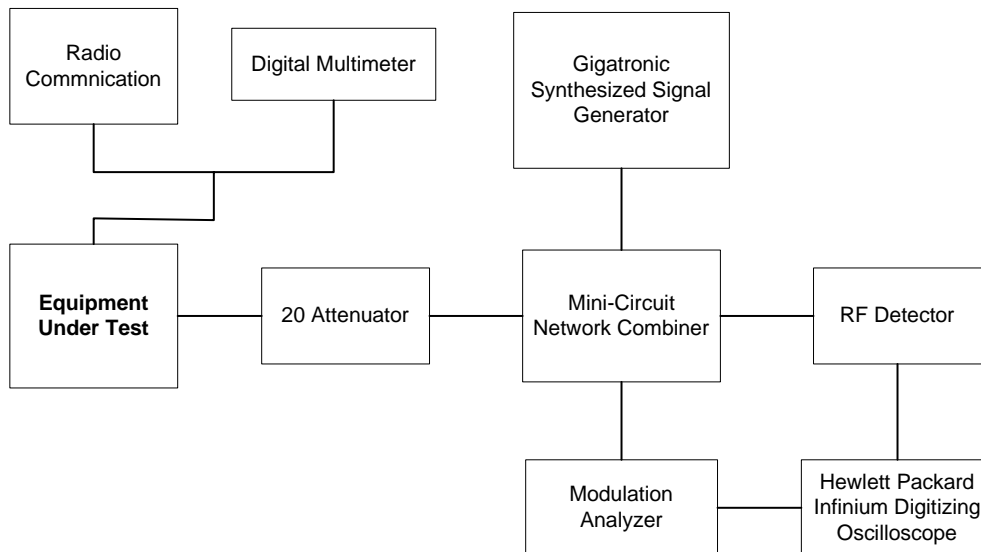 Radio
Commnication
Digital Multimeter
Gigatronic
Synthesized Signal
Generator
Equipment
Under Test
20 Attenuator
Mini-Circuit
Network Combiner
RF Detector
Modulation
Analyzer
Hewlett Packard
Infinium Digitizing
Oscilloscope